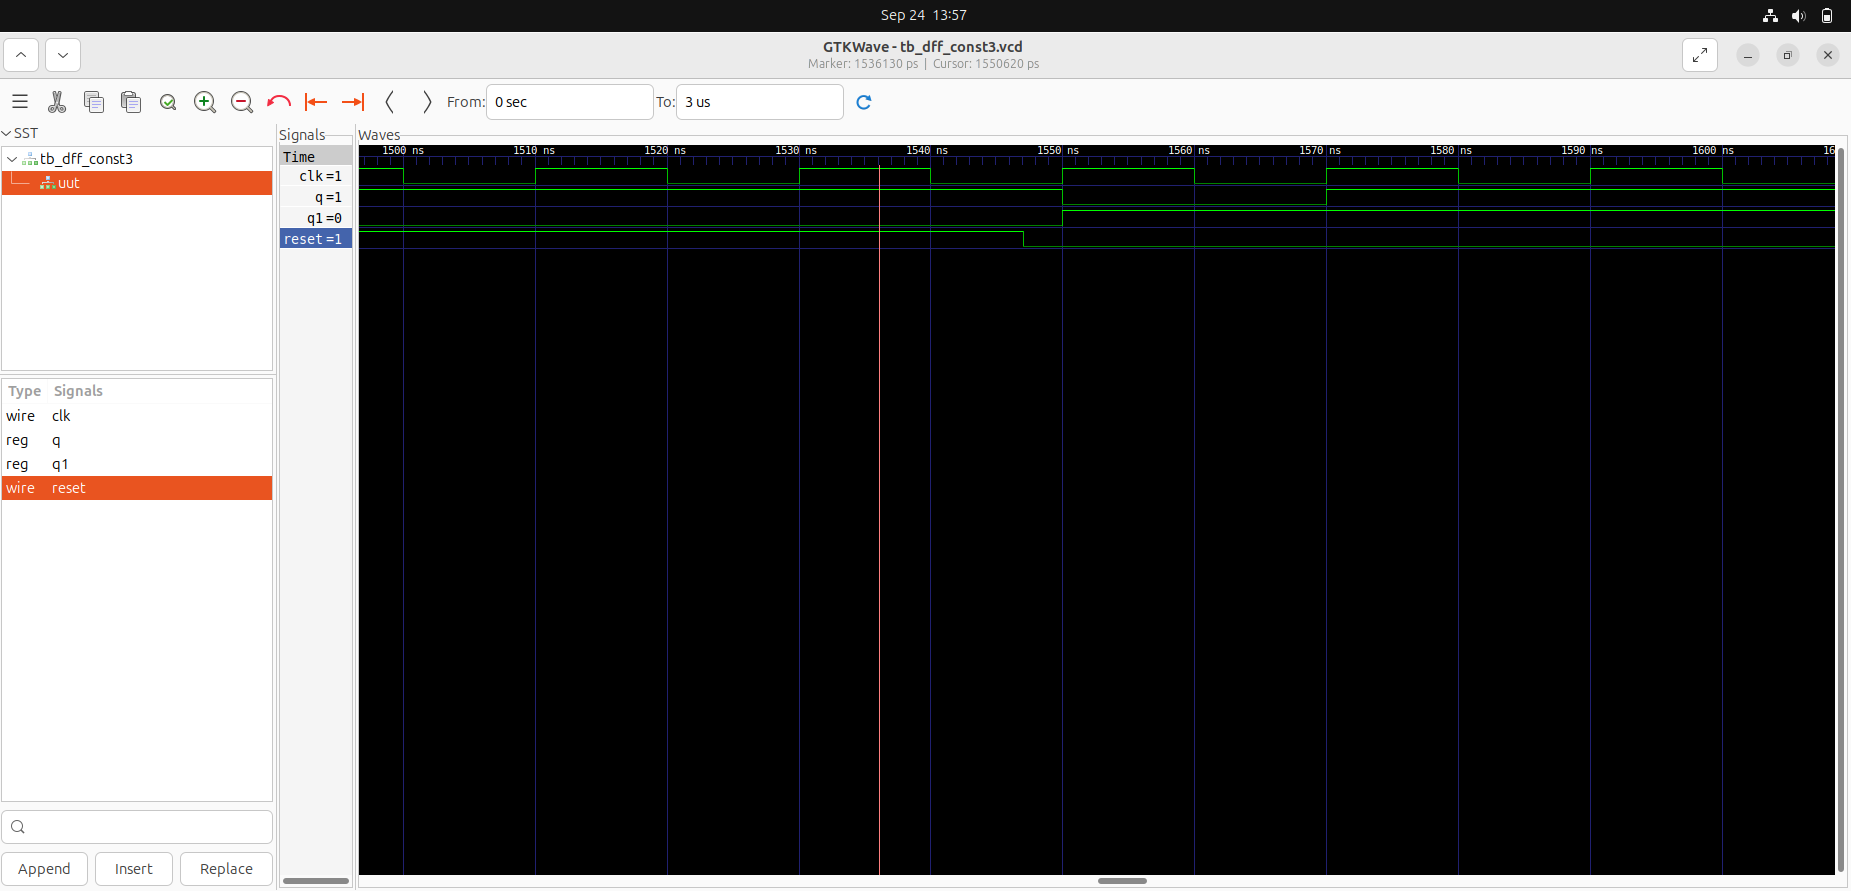 Sep 24 13:57
GTKWave - tb_dff_const3.vcd
Marker: 1536130 ps | Cursor: 1550620 ps
From: 0 sec To: 3 us
SST
tb_dff_const3
uut
Type Signals
wire clk
reg q
reg q1
wire reset
Append Insert Replace
Signals
Time
clk=1
q=1
q1=0
reset=1
Waves
1500 ns 1510 ns 1520 ns 1530 ns 1540 ns 1550 ns 1560 ns 1570 ns 1580 ns 1590 ns 1600 ns 16